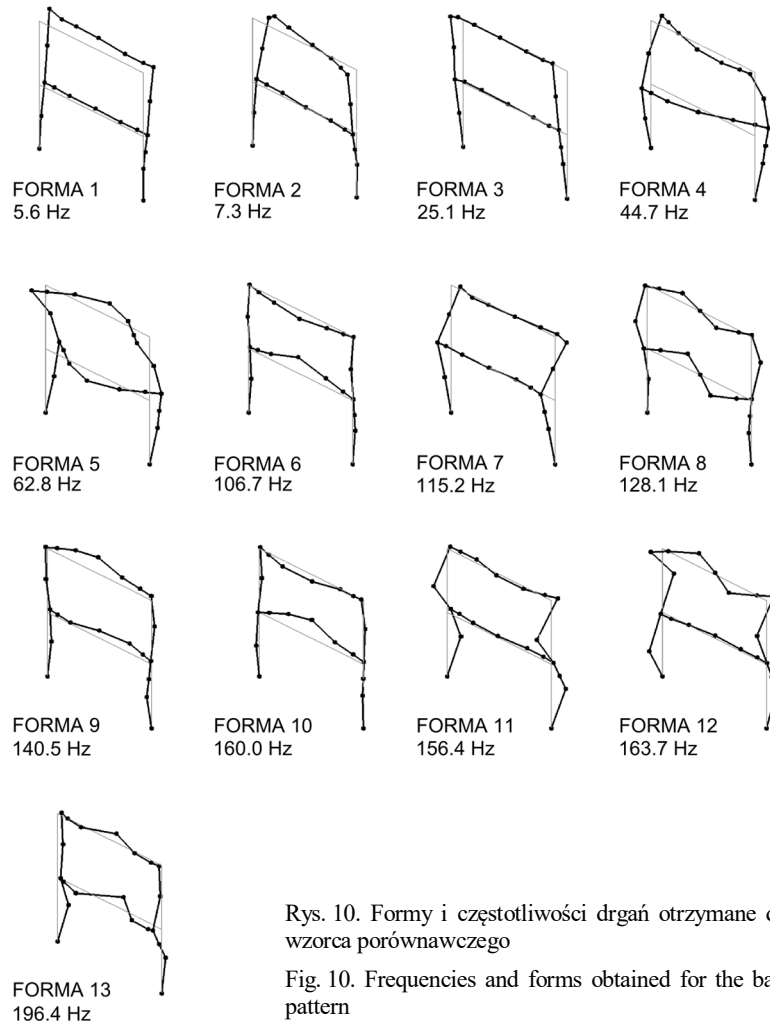 FORMA 1
5.6 Hz
FORMA 2
7.3 Hz
FORMA 3
25.1 Hz
FORMA 4
44.7 Hz
FORMA 5
62.8 Hz
FORMA 6
106.7 Hz
FORMA 7
115.2 Hz
FORMA 8
128.1 Hz
FORMA 9
140.5 Hz
FORMA 10
160.0 Hz
FORMA 11
156.4 Hz
FORMA 12
163.7 Hz
FORMA 13
196.4 Hz
Rys. 10. Formy i częstotliwości drgań otrzymane
wzorca porównawczego
Fig. 10. Frequencies and forms obtained for the
pattern